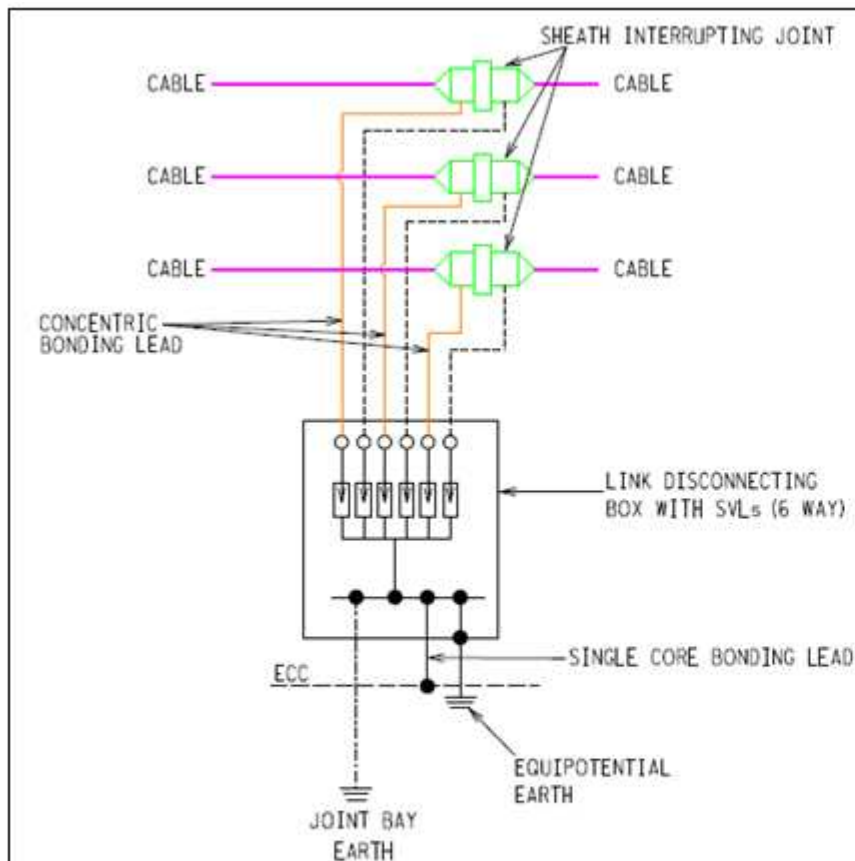 SHEATH INTERRUPTING JOINT
CABLE
CABLE
CABLE
CABLE
CABLE
CABLE
CONCENTRIC
BONDING LEAD
LINK DISCONNECTING
BOX WITH SVLs (6 WAY)
SINGLE CORE BONDING LEAD
ECC
EQUIPOTENTIAL
EARTH
JOINT BAY
EARTH